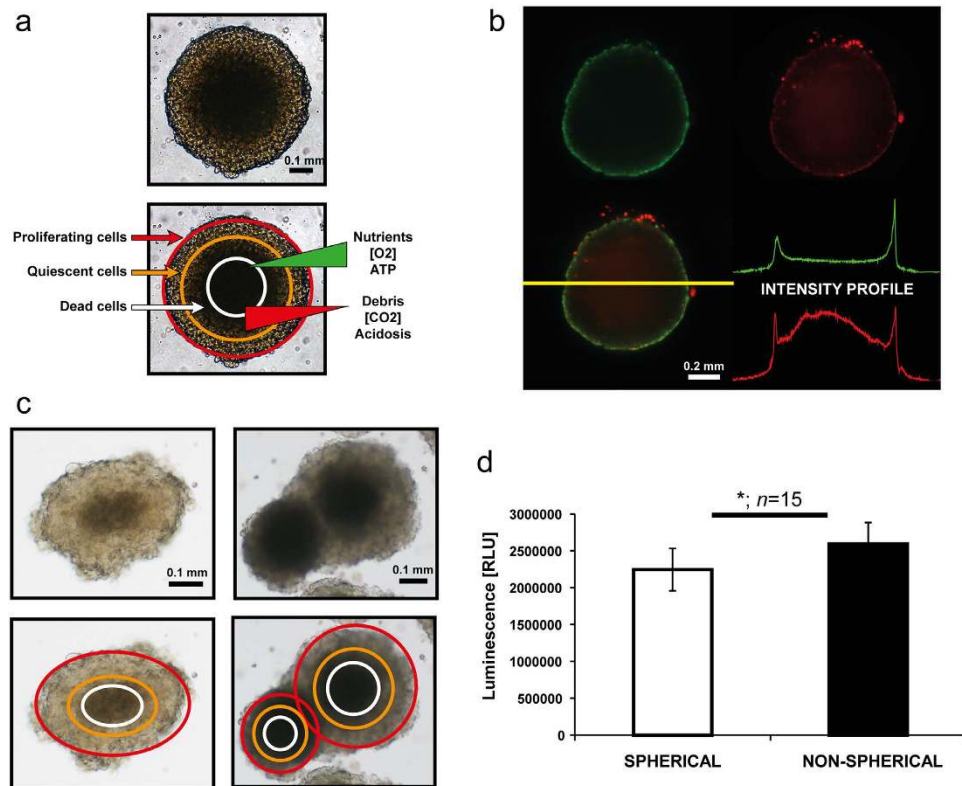 a
0.1 mm
Proliferating cells
Quiescent cells
Dead cells
Nutrients
[O2]
ATP
Debris
[CO2]
Acidosis
b
INTENSITY PROFILE
0.2 mm
c
0.1 mm
0.1 mm
d
*; n=15
Luminescence [RLU]
3000000
2500000
2000000
1500000
1000000
500000
0
SPHERICAL
NON-SPHERICAL